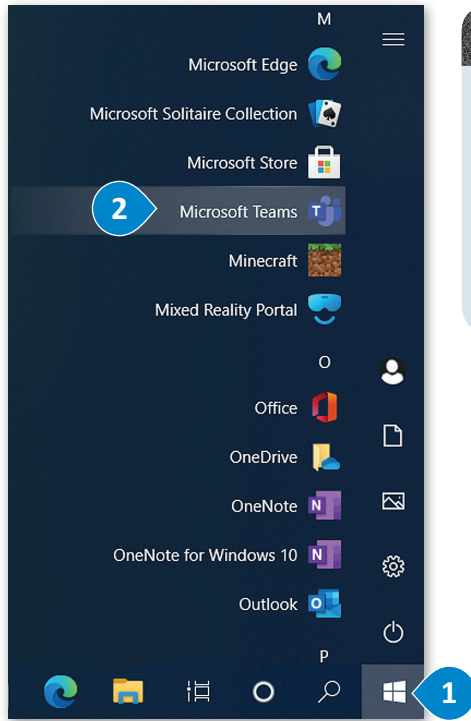 M
Microsoft Edge
Microsoft Solitaire Collection
Microsoft Store
2
Microsoft Teams
T
Minecraft
Mixed Reality Portal
O
Office
OneDrive
OneNote
N
OneNote for Windows 10
N
Outlook
O
P
1